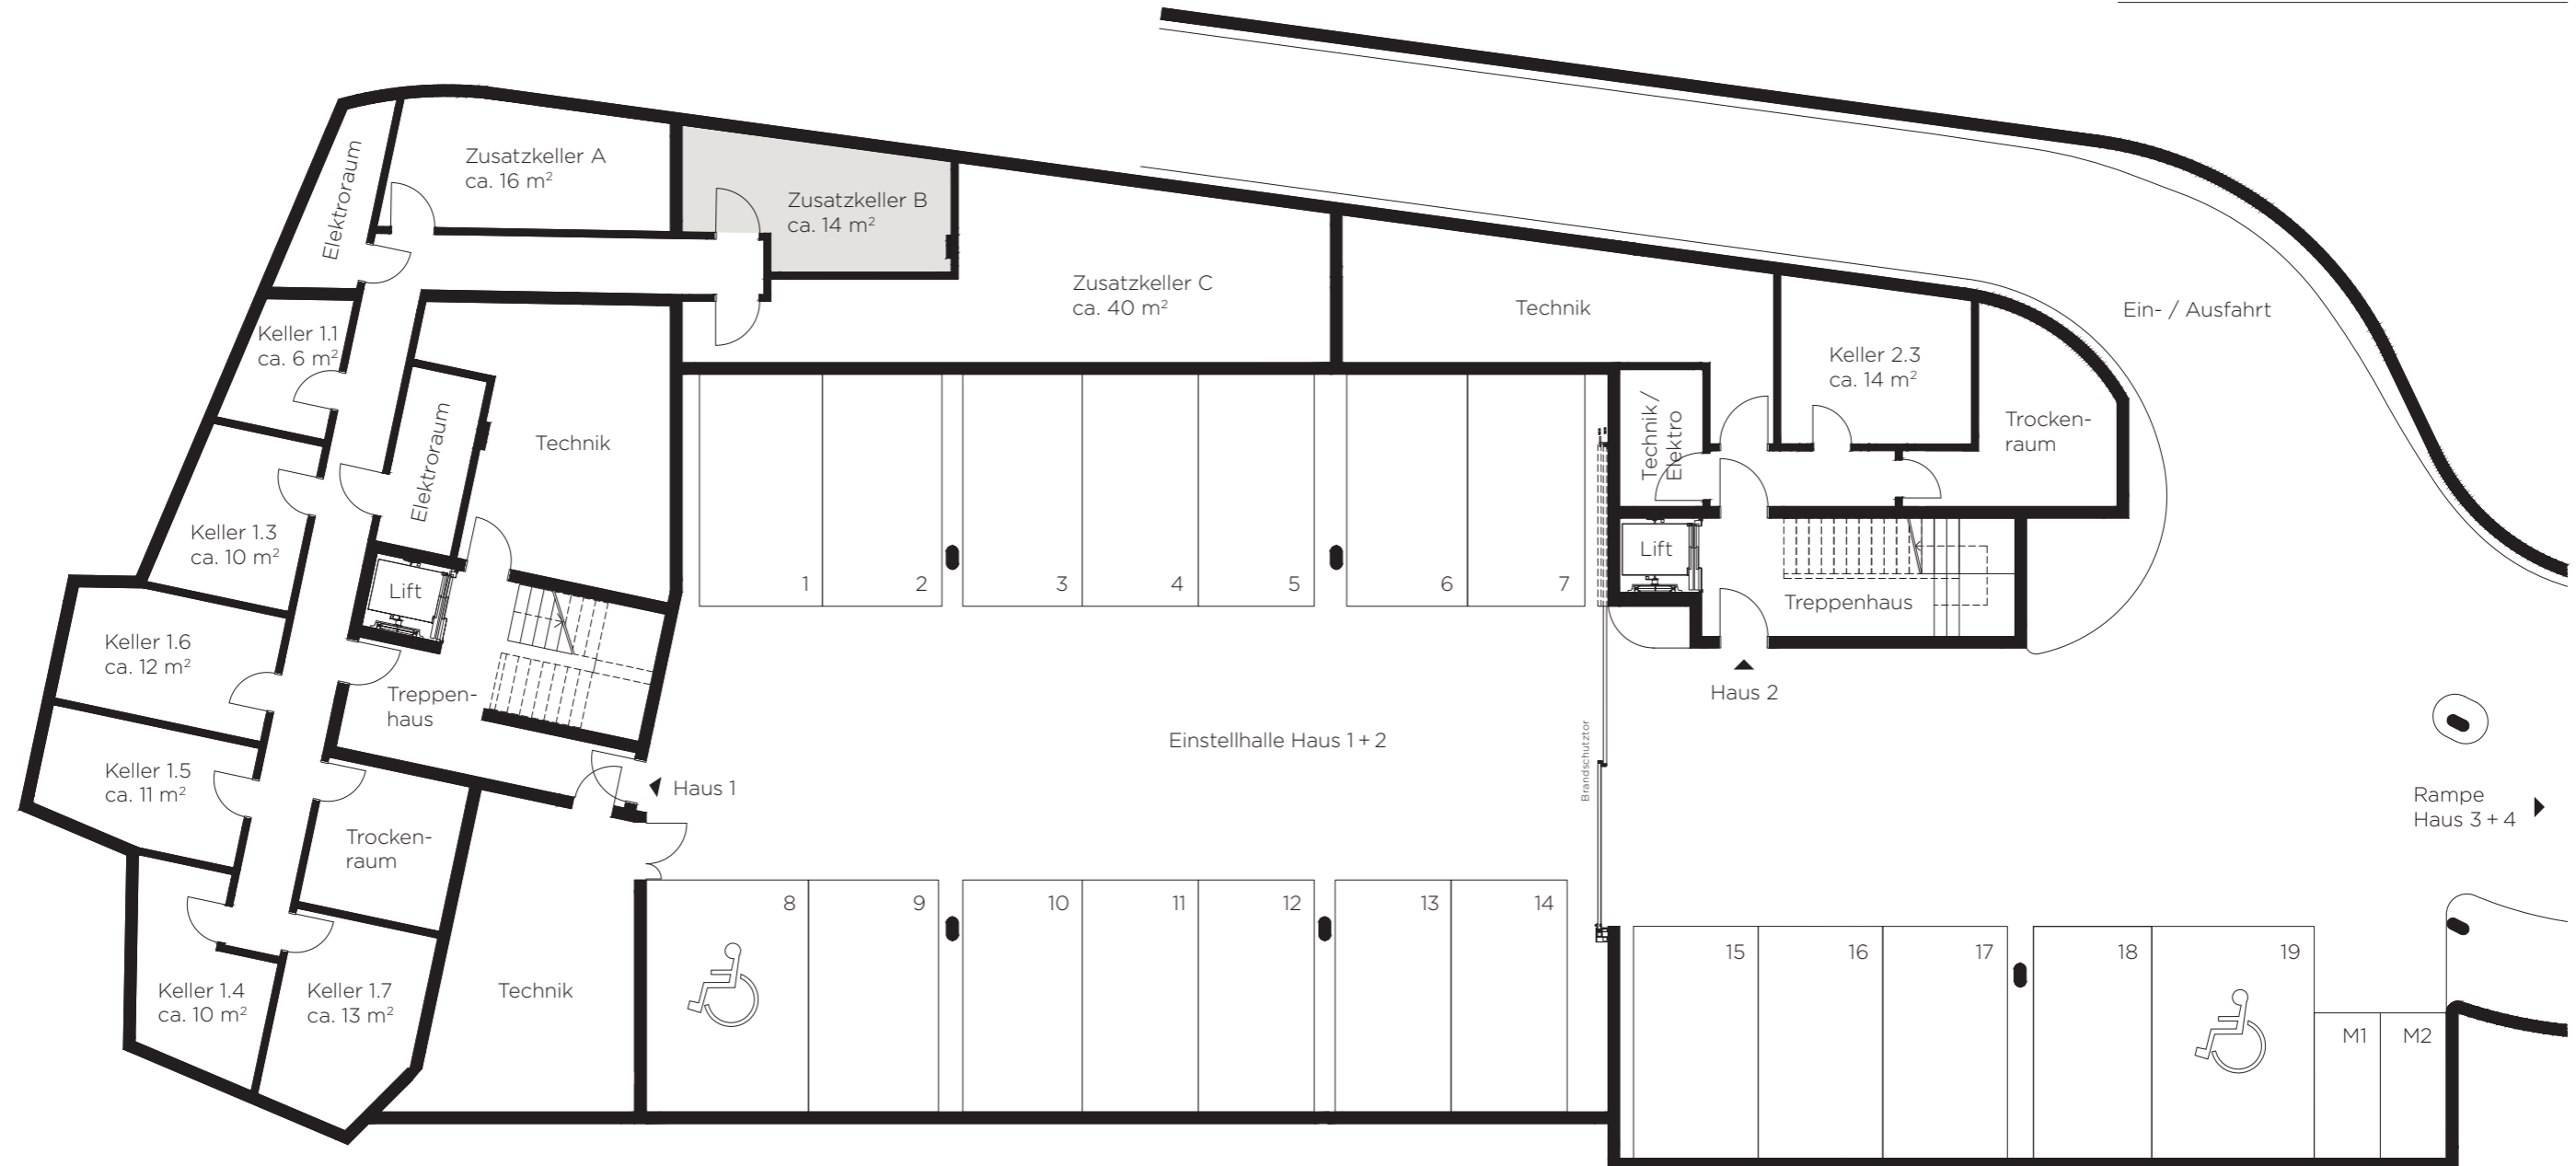 Elektroraum
Zusatzkeller A
ca. 16 m²
Zusatzkeller B
ca. 14 m²
Zusatzkeller C
ca. 40 m²
Technik
Ein- / Ausfahrt
Keller 1.1
ca. 6 m²
Keller 2.3
ca. 14 m²
Elektroraum
Technik
Technik /
Elektro
Trocken-
raum
Keller 1.3
ca. 10 m²
Lift
Lift
1
2
3
4
5
6
7
Treppenhaus
Keller 1.6
ca. 12 m²
Treppen-
haus
Haus 2
Einstellhalle Haus 1 + 2
Brandschutztor
Keller 1.5
ca. 11 m²
Haus 1
Rampe
Haus 3 + 4
Trocken-
raum
8
9
10
11
12
13
14
15
16
17
18
19
Keller 1.4
ca. 10 m²
Keller 1.7
ca. 13 m²
Technik
M1
M2